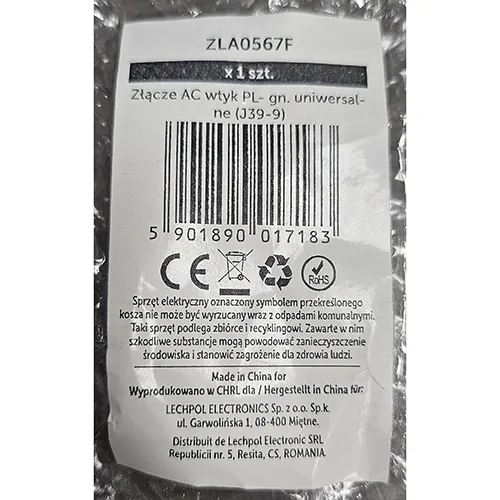 ZLA0567F
x 1 szt.
Złącze AC wtyk PL- gn. uniwersal-
ne (J39-9)
5 901890 017183
CE RoHS
Sprzęt elektryczny oznaczony symbolem przekreślonego
kosza nie może być wyrzucany wraz z odpadami komunalnymi.
Taki sprzęt podlega zbiórce i recyklingowi. Zawarte w nim
szkodliwe substancje mogą powodować zanieczyszczenie
środowiska i stanowić zagrożenie dla zdrowia ludzi.
Made in China for
Wyprodukowano w CHRL dla / Hergestellt in China für:
LECHPOL ELECTRONICS Sp. z o.o. Sp.k.
ul. Garwolińska 1, 08-400 Miętne.
Distribuit de Lechpol Electronic SRL
Republicii nr. 5, Resita, CS, ROMANIA.